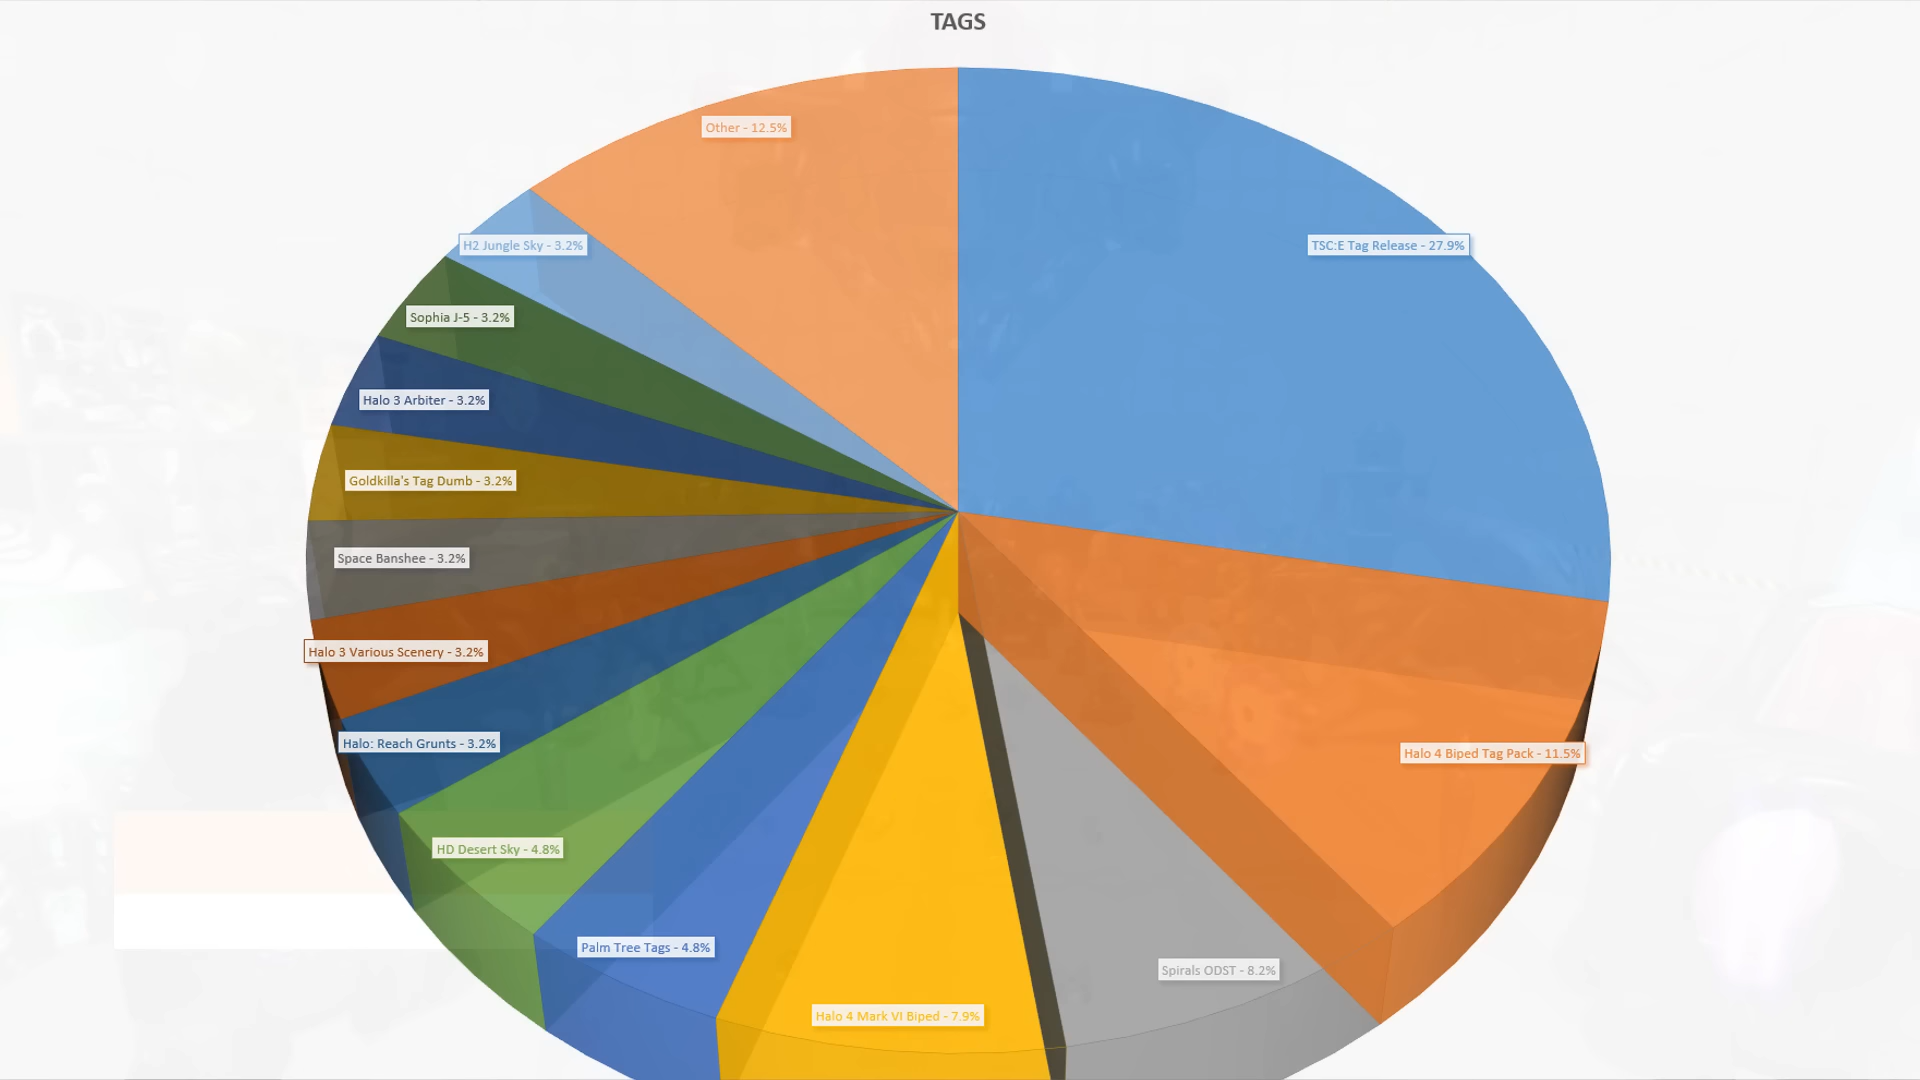 TAGS
Other - 12.5%
H2 Jungle Sky - 3.2%
TSC:E Tag Release - 27.9%
Sophia J-5 - 3.2%
Halo 3 Arbiter - 3.2%
Goldkilla's Tag Dumb - 3.2%
Space Banshee - 3.2%
Halo 3 Various Scenery - 3.2%
Halo: Reach Grunts - 3.2%
Halo 4 Biped Tag Pack - 11.5%
HD Desert Sky - 4.8%
Palm Tree Tags - 4.8%
Spirals ODST - 8.2%
Halo 4 Mark VI Biped - 7.9%